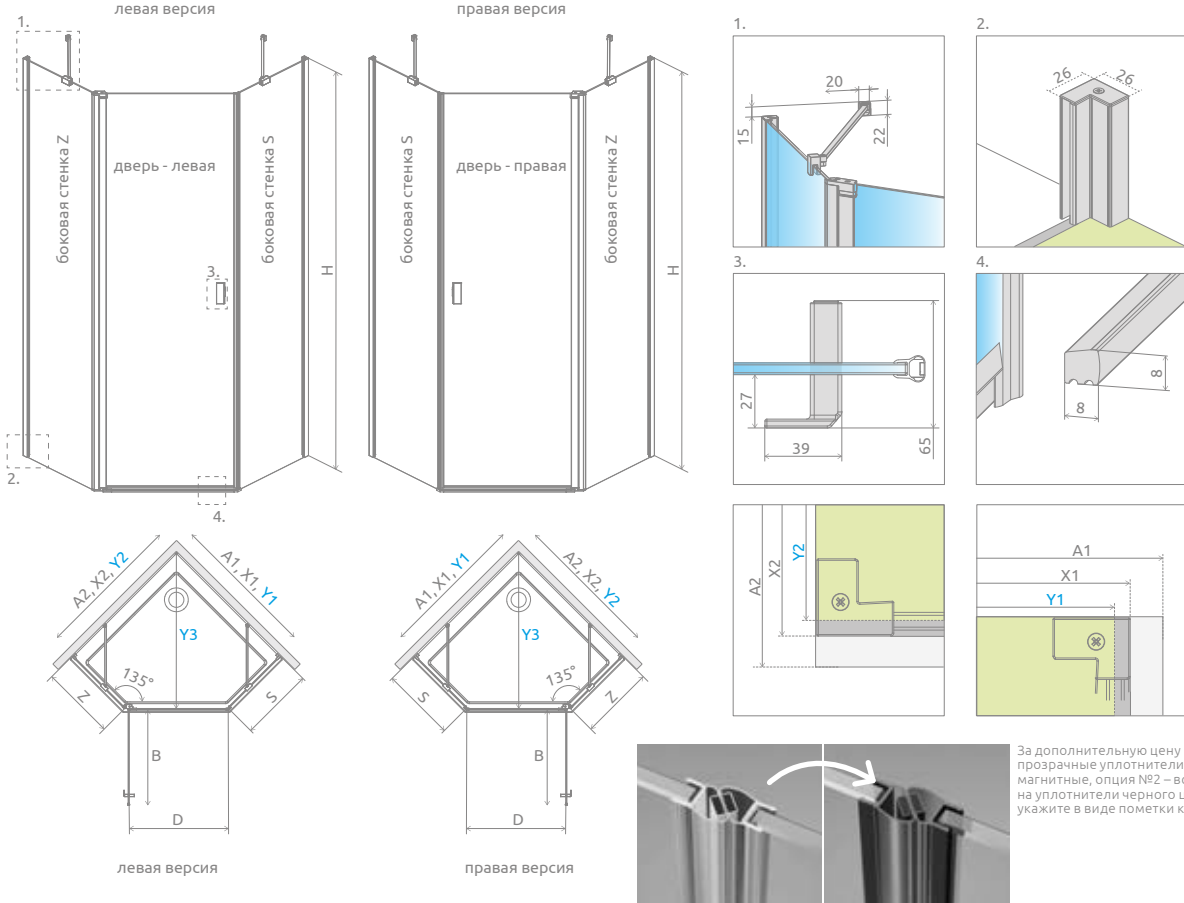 левая версия
правая версия
1.
боковая стенка Z
дверь - левая
боковая стенка S
3.
H
2.
4.
боковая стенка S
дверь - правая
боковая стенка Z
H
1.
20
15
22
2.
26
26
3.
27
39
65
4.
8
8
A2, X2, Y2
A1, X1, Y1
Y3
135°
Z
S
B
D
левая версия
A1, X1, Y1
A2, X2, Y2
Y3
135°
S
Z
B
D
правая версия
A2
X2
Y2
A1
X1
Y1
За дополнительную цену
прозрачные уплотнители
магнитные, опция №2 – вс
на уплотнители черного ц
укажите в виде пометки к